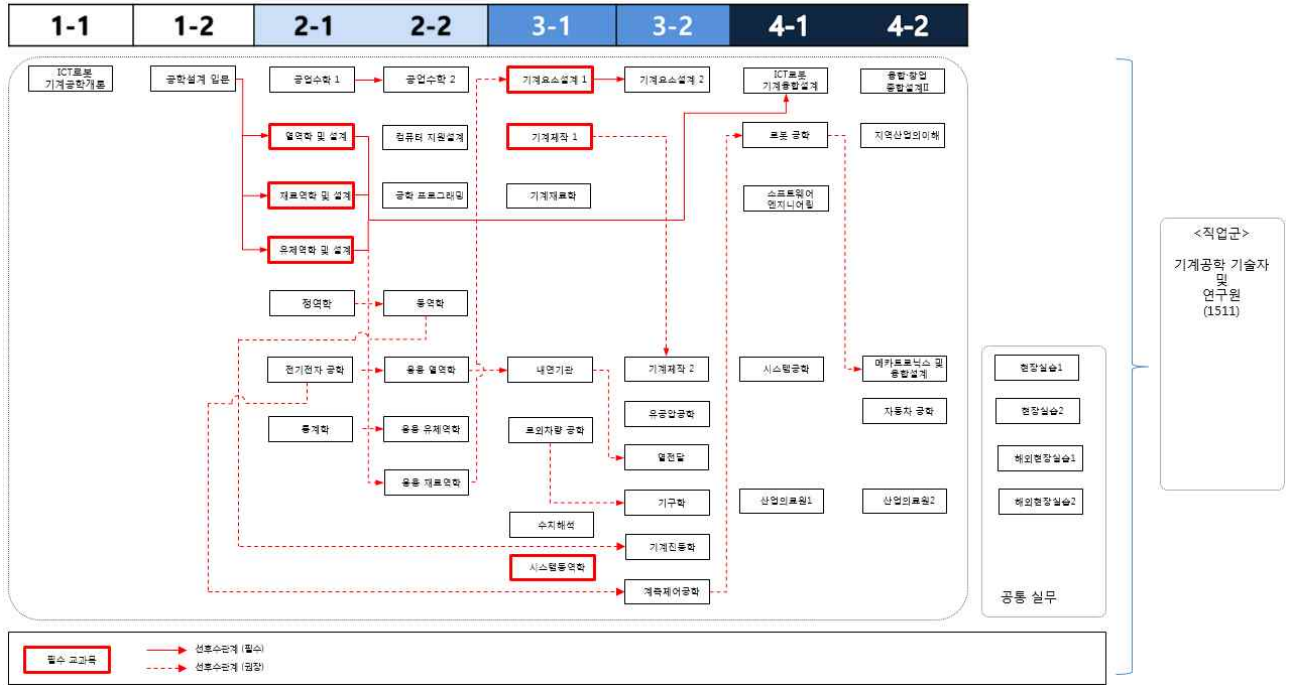 1-1 1-2 2-1 2-2 3-1 3-2 4-1 4-2
ICT로봇
기계공학개론
공학설계 입문
공업수학 1
공업수학 2
기계요소설계 1
기계요소설계 2
ICT로봇
기계융합설계
융합·창업
종합설계II
열역학 및 설계
컴퓨터 지원설계
기계제작 1
로봇 공학
지역산업의이해
재료역학 및 설계
공학 프로그래밍
기계재료학
소프트웨어
엔지니어링
유체역학 및 설계
정역학
동역학
전기전자 공학
응용 열역학
내연기관
기계제작 2
시스템공학
메카트로닉스 및
융합설계
유공압공학
자동차 공학
통계학
응용 유체역학
로외차량 공학
열전달
응용 재료역학
기구학
산업의료원1
산업의료원2
수치해석
기계진동학
시스템동역학
계측제어공학
현장실습1
현장실습2
해외현장실습1
해외현장실습2
공통 실무
<직업군>
기계공학 기술자
및
연구원
(1511)
필수 교과목
선후수관계 (필수)
선후수관계 (권장)